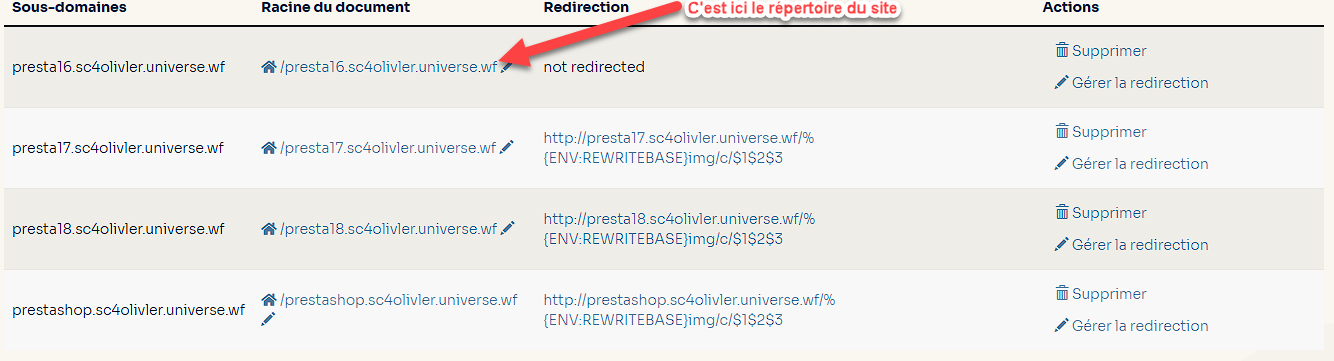 Sous-domaines Racine du document Redirection C'est ici le répertoire du site Actions
presta16.sc4olivler.universe.wf /presta16.sc4olivler.universe.wf not redirected Supprimer
Gérer la redirection
presta17.sc4olivler.universe.wf /presta17.sc4olivler.universe.wf http://presta17.sc4olivler.universe.wf/% Supprimer
{ENV:REWRITEBASE}img/c/$1$2$3 Gérer la redirection
presta18.sc4olivler.universe.wf /presta18.sc4olivler.universe.wf http://presta18.sc4olivler.universe.wf/% Supprimer
{ENV:REWRITEBASE}img/c/$1$2$3 Gérer la redirection
prestashop.sc4olivler.universe.wf /prestashop.sc4olivler.universe.wf http://prestashop.sc4olivler.universe.wf/% Supprimer
{ENV:REWRITEBASE}img/c/$1$2$3 Gérer la redirection